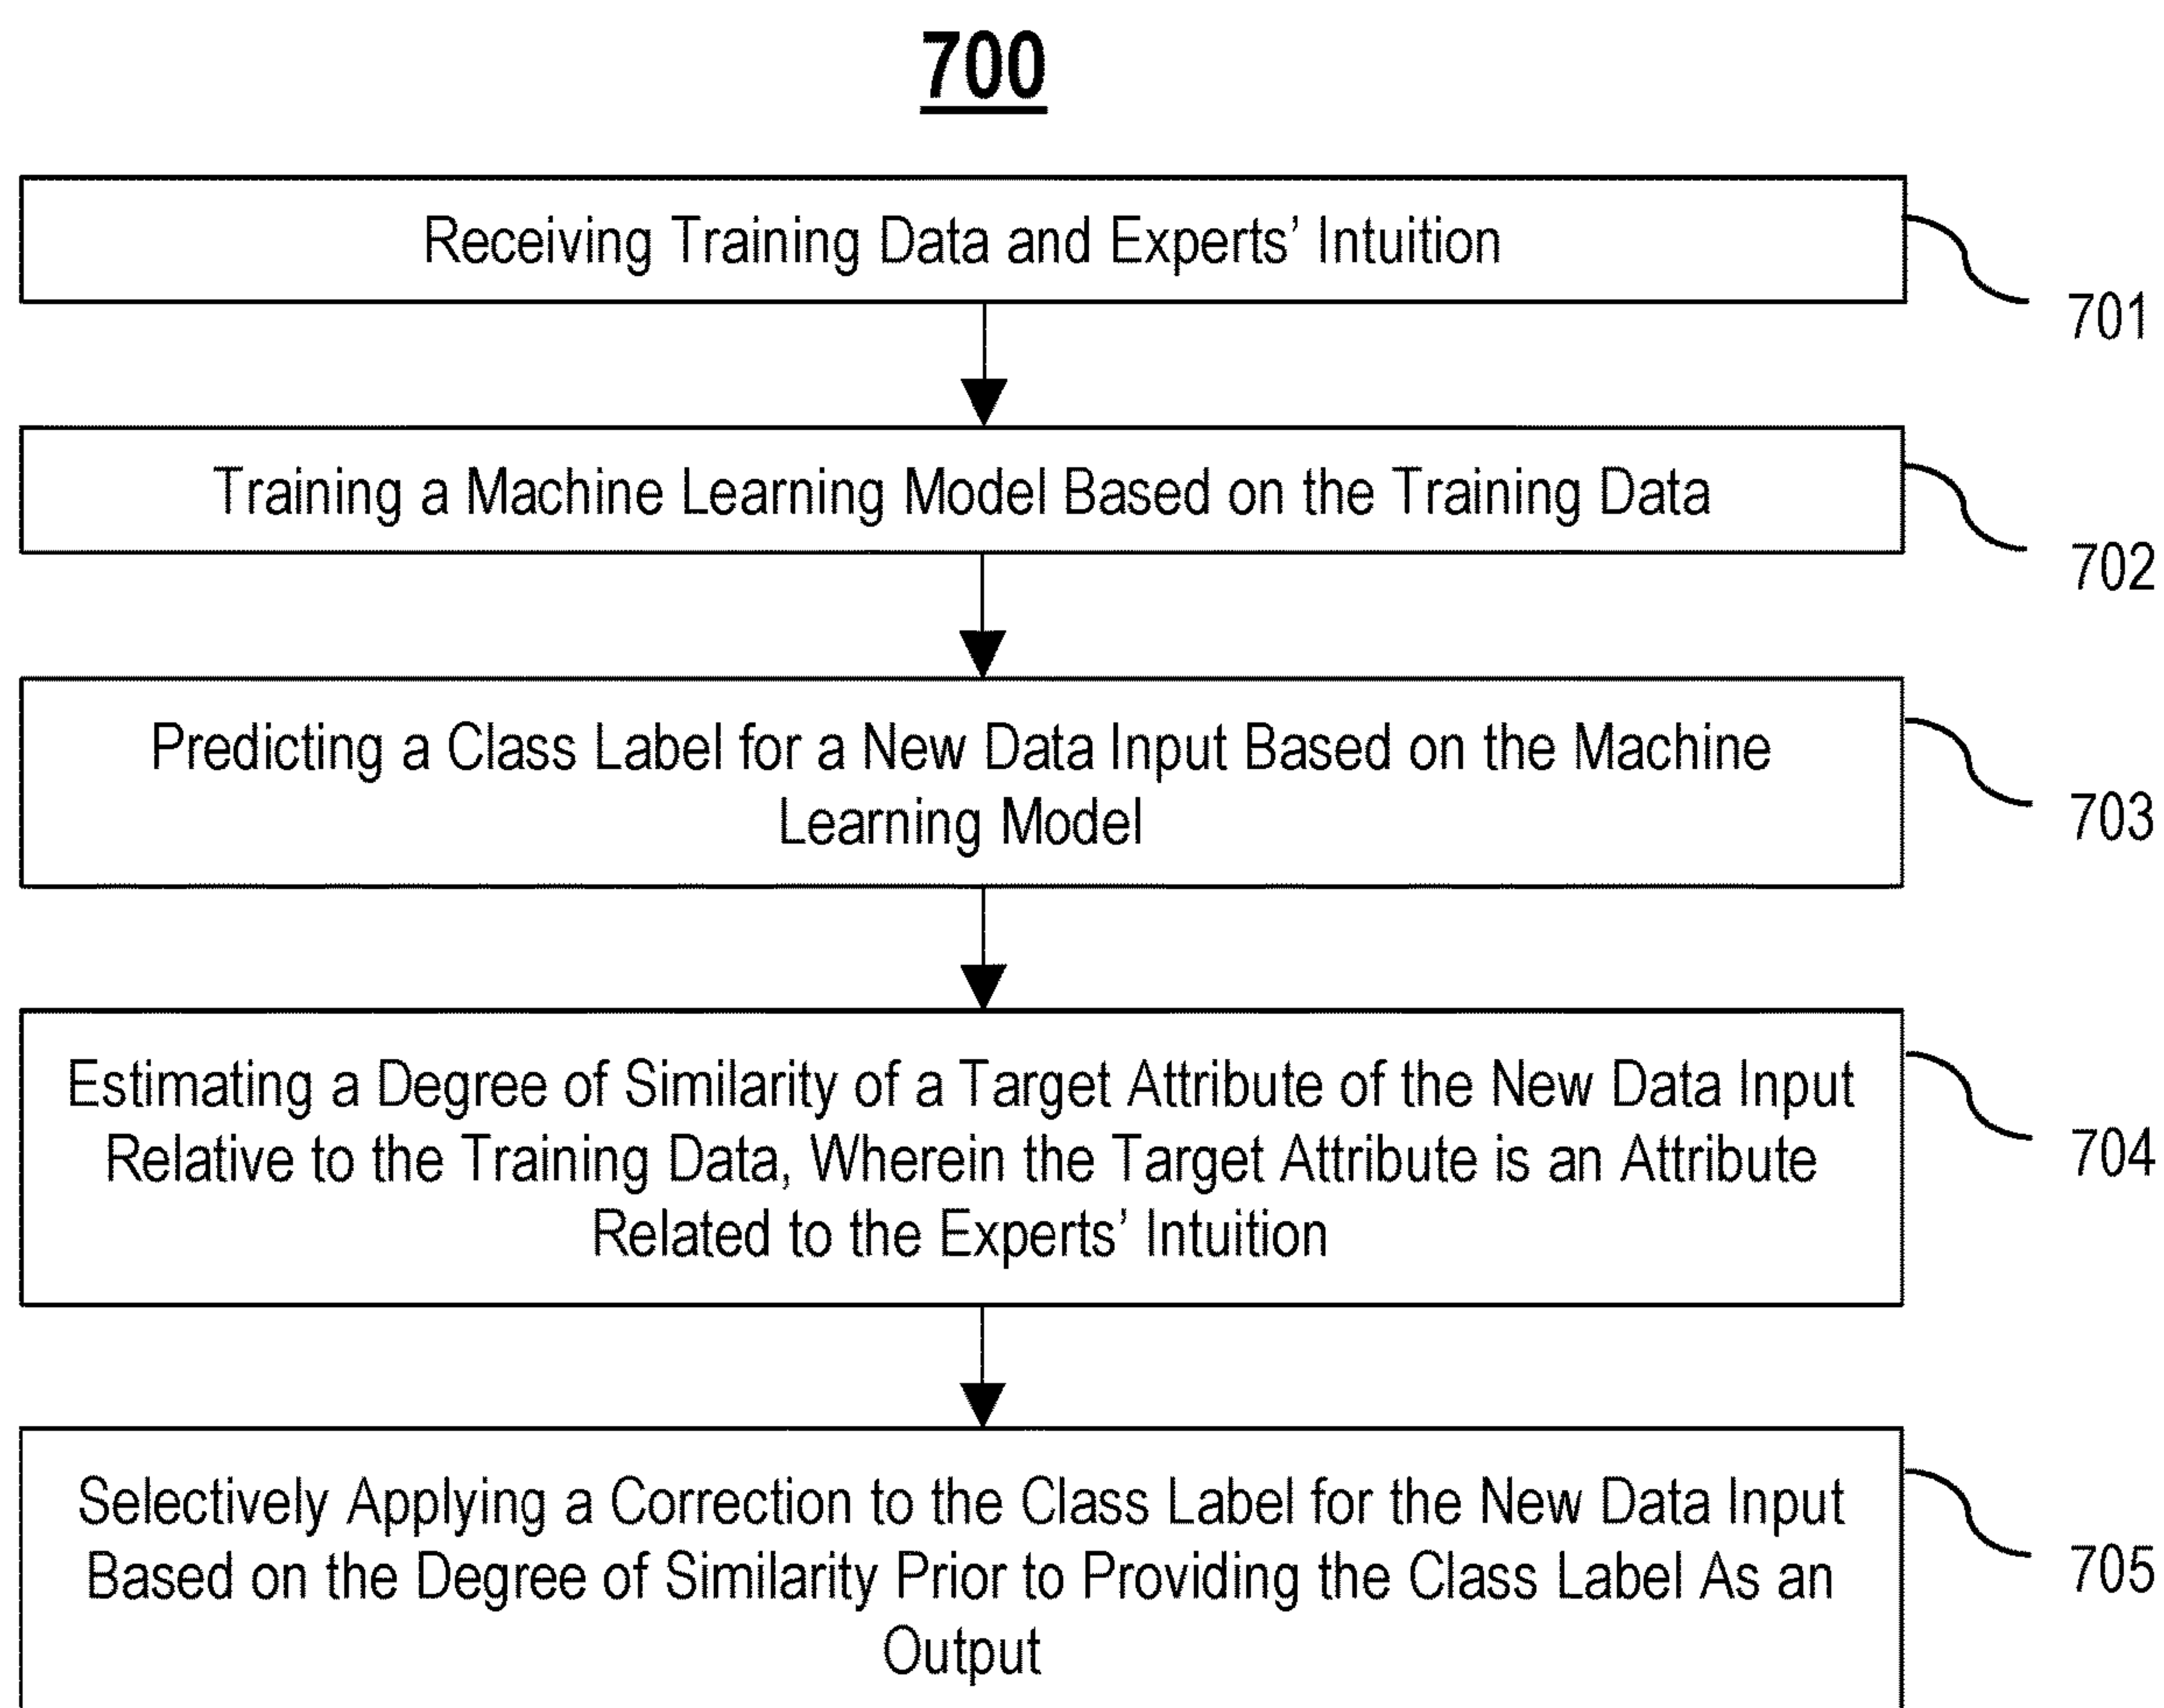 700
Receiving Training Data and Experts’ Intuition
701
Training a Machine Learning Model Based on the Training Data
702
Predicting a Class Label for a New Data Input Based on the Machine
Learning Model
703
Estimating a Degree of Similarity of a Target Attribute of the New Data Input
Relative to the Training Data, Wherein the Target Attribute is an Attribute
Related to the Experts’ Intuition
704
Selectively Applying a Correction to the Class Label for the New Data Input
Based on the Degree of Similarity Prior to Providing the Class Label As an
Output
705